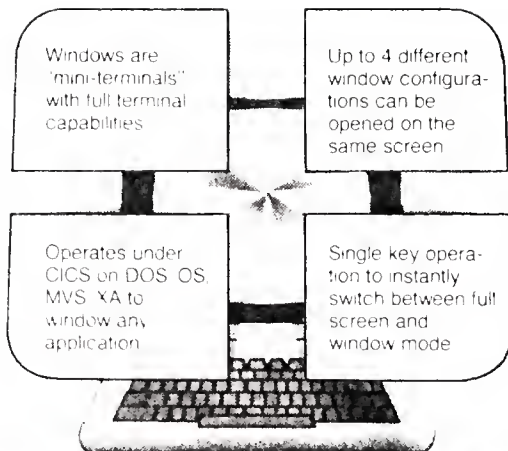 Windows are
"mini-terminals"
with full terminal
capabilities
Up to 4 different
window configura-
tions can be
opened on the
same screen
Operates under
CICS on DOS, OS,
MVS, XA to
window any
application
Single key opera-
tion to instantly
switch between full
screen and
window mode